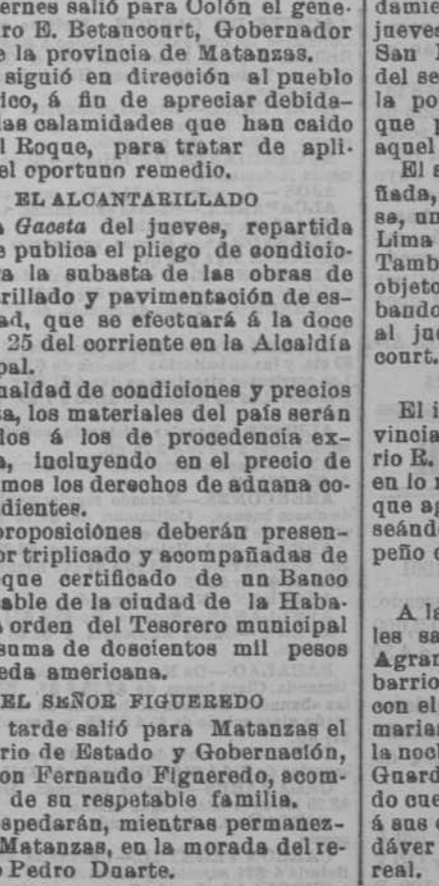 ernes salió para Colón el gene-
ro E. Betancourt, Gobernador
e la provincia de Matanzas.
siguió en dirección al pueblo
ico, á fin de apreciar debida-
las calamidades que han caido
l Roque, para tratar de apli-
el oportuno remedio.
EL ALCANTARILLADO
a Gaceta del jueves, repartida
e publica el pliego de condicio-
ra la subasta de las obras de
rillado y pavimentación de es-
ad, que se efectuará á la doce
25 del corriente en la Alcaldía
pal.
naldad de condiciones y precios
sa, los materiales del país serán
dos á los de procedencia ex-
a, incluyendo en el precio de
imos los derechos de aduana co-
dientes.
proposiciones deberán presen-
or triplicado y acompañadas de
que certificado de un Banco
able de la ciudad de la Haba-
orden del Tesorero municipal
suma de doscientos mil pesos
eda americana.
EL SEÑOR FIGUEREDO
tarde salió para Matanzas el
rio de Estado y Gobernación,
on Fernando Figueredo, acom-
de su respetable familia.
spedarán, mientras permanez-
Matanzas, en la morada del re-
o Pedro Duarte.
damie
jueves
San
del se
la po
que
aquel
El s
ñada,
se, un
Lima
Tamb
objeto
bando
al ju
court.
El i
vincia
rio R.
en lo
que ag
seánd
peño
A la
les sa
Agran
barrio
con el
marias
la noc
Guard
do cue
á sus
dáver
real.